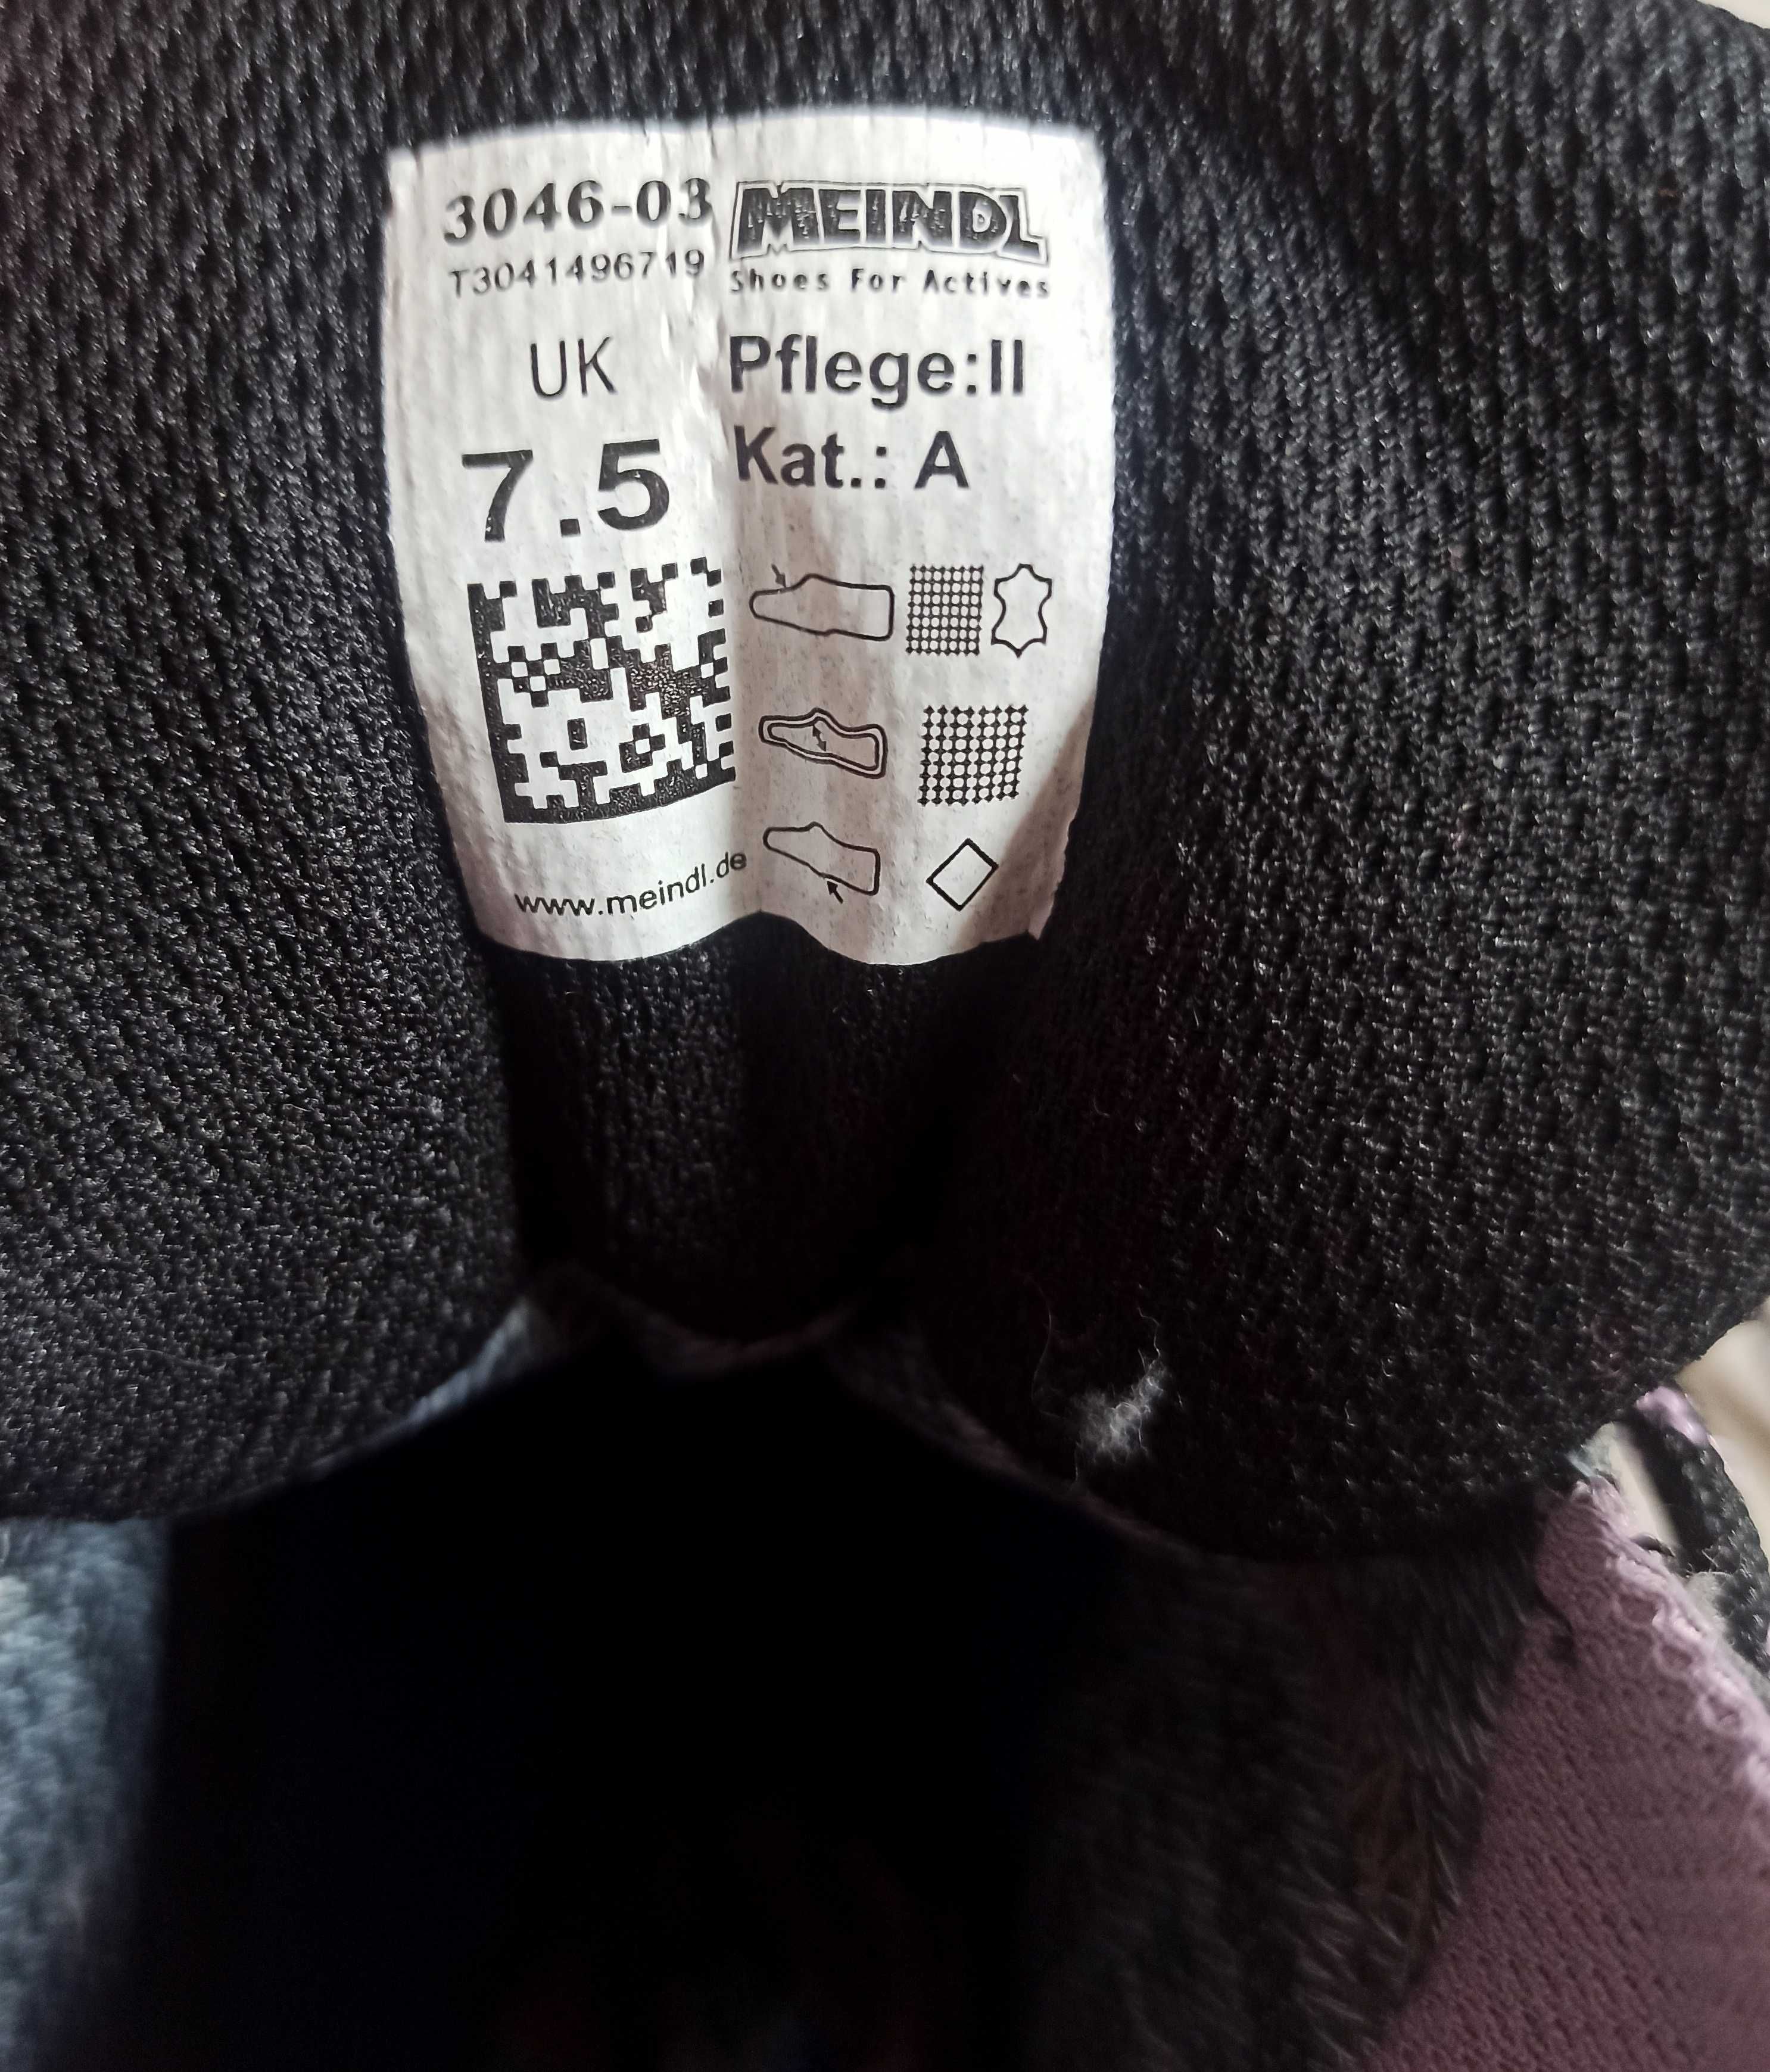 3046-03
T3041496719
UK
7.5
www.meindl.de
MEINDL
Shoes For Actives
Pflege:II
Kat.: A